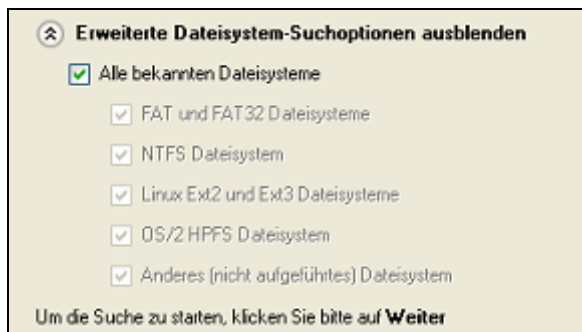 Erweiterte Dateisystem-Suchoptionen ausblenden
Alle bekannten Dateisysteme
FAT und FAT32 Dateisysteme
NTFS Dateisystem
Linux Ext2 und Ext3 Dateisysteme
OS/2 HPFS Dateisystem
Anderes (nicht aufgeführtes) Dateisystem
Um die Suche zu starten, klicken Sie bitte auf Weiter